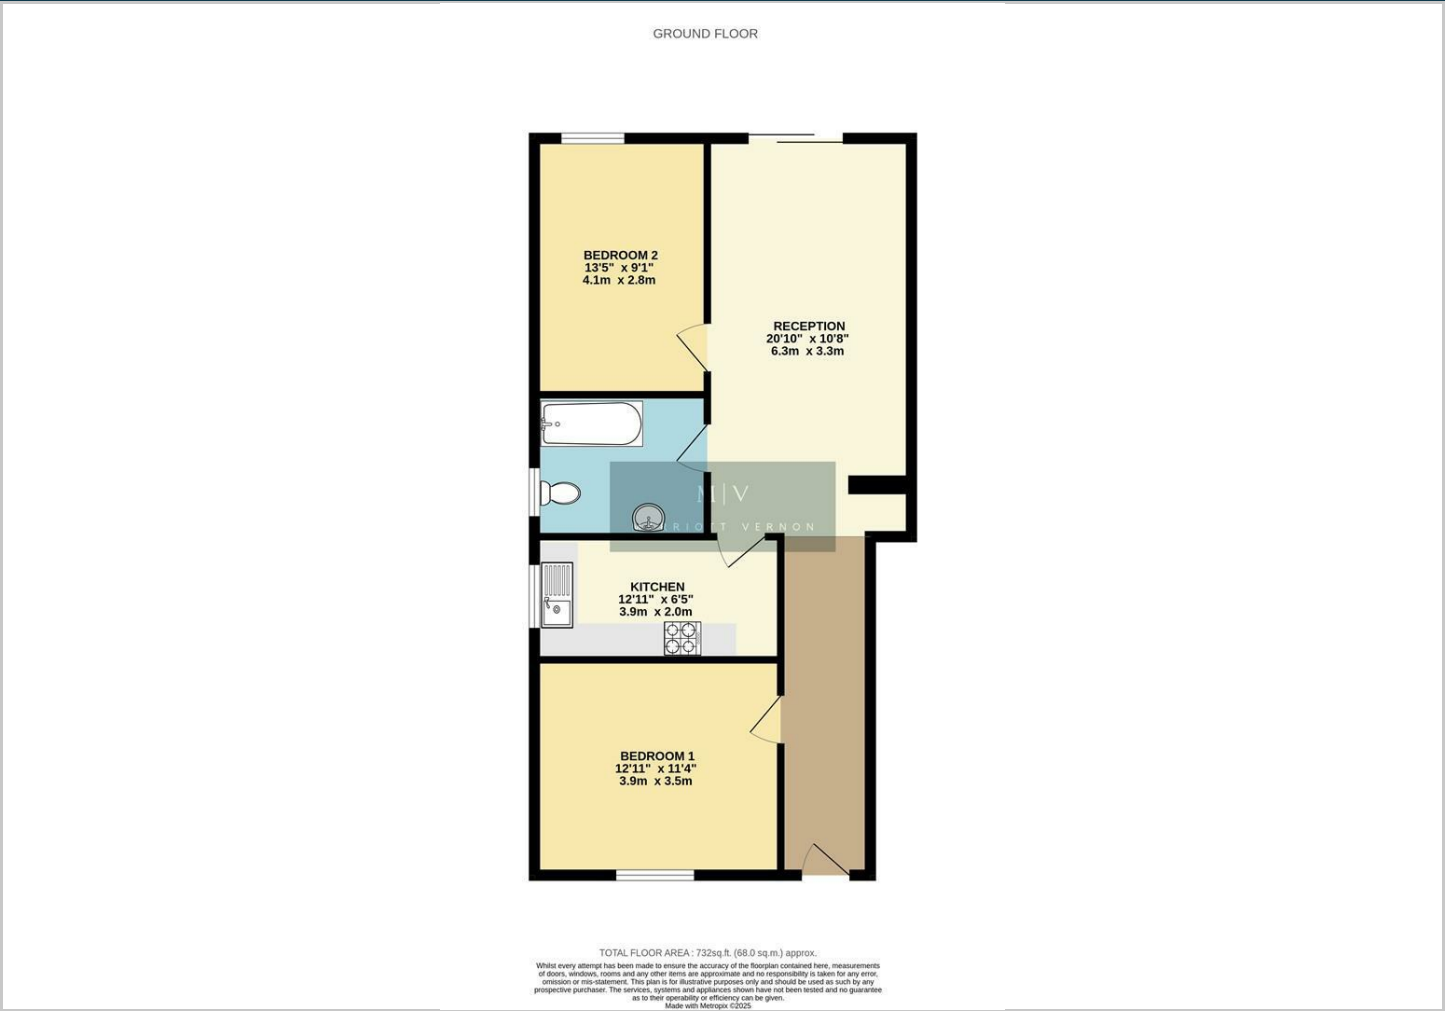 GROUND FLOOR
BEDROOM 2
13'5" x 9'1"
4.1m x 2.8m
RECEPTION
20'10" x 10'8"
6.3m x 3.3m
M|V
VERNON
KITCHEN
12'11" x 6'5"
3.9m x 2.0m
BEDROOM 1
12'11" x 11'4"
3.9m x 3.5m
TOTAL FLOOR AREA : 732sq.ft. (68.0 sq.m.) approx.
Whilst every attempt has been made to ensure the accuracy of the floorplan contained here, measurements
of doors, windows, rooms and any other items are approximate and no responsibility is taken for any error,
omission or mis-statement. This plan is for illustrative purposes only and should be used as such by any
prospective purchaser. The services, systems and appliances shown have not been tested and no guarantee
as to their operability or efficiency can be given.
Made with Metropix ©2025